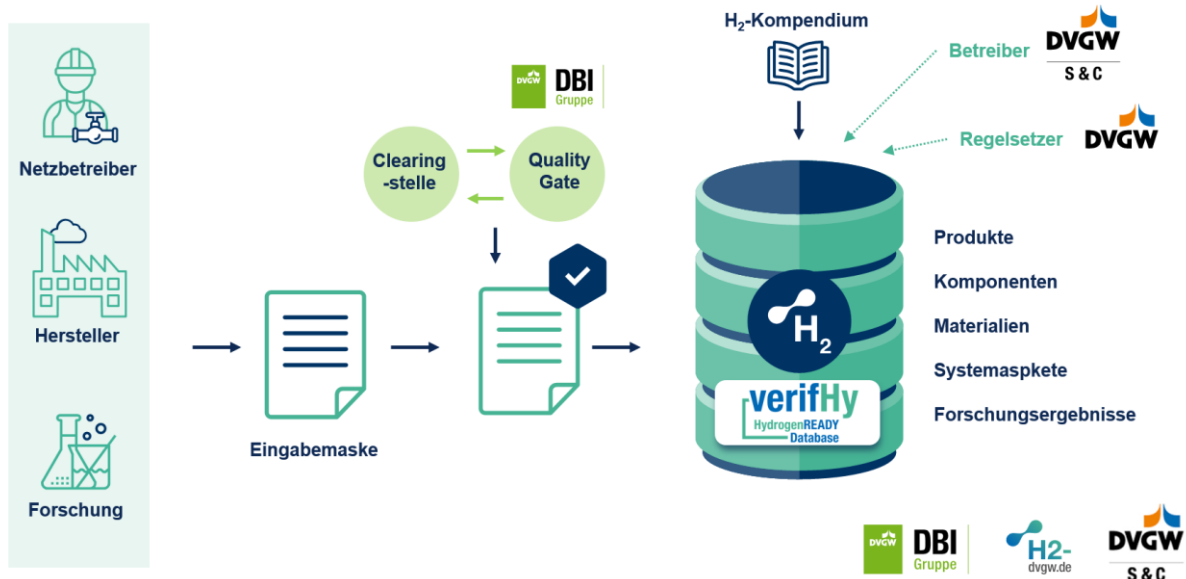 Netzbetreiber
Hersteller
Forschung
Eingabemaske
DVGW
DBI
Gruppe
Clearing
-stelle
Quality
Gate
H₂-Kompendium
Betreiber
DVGW
S & C
Regelsetzer
DVGW
H₂
verifHy
HydrogenREADY
Database
Produkte
Komponenten
Materialien
Systemaspkete
Forschungsergebnisse
DVGW
DBI
Gruppe
H2-
dvgw.de
DVGW
S & C